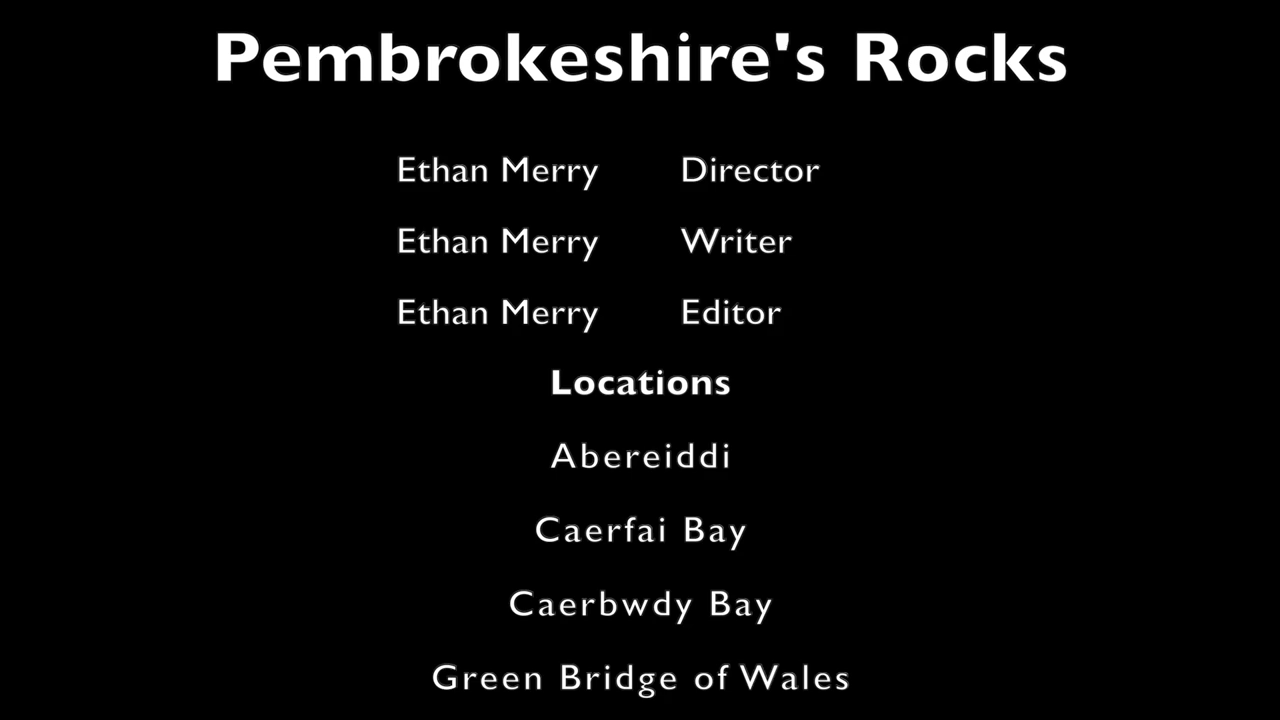 Pembrokeshire's Rocks
Ethan Merry Director
Ethan Merry Writer
Ethan Merry Editor
Locations
Abereiddi
Caerfai Bay
Caerbwdy Bay
Green Bridge of Wales